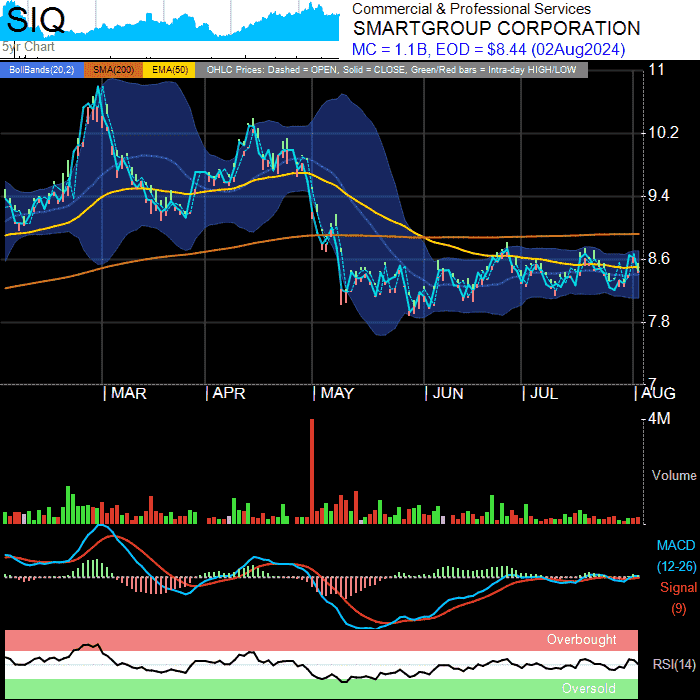 SIQ
5yr Chart
Commercial & Professional Services
SMARTGROUP CORPORATION
MC = 1.1B, EOD = $8.44 (02Aug2024)
BollBands(20,2) SMA(200) EMA(50) OHLC Prices: Dashed = OPEN, Solid = CLOSE, Green/Red bars = Intra-day HIGH/LOW
11
10.2
9.4
8.6
7.8
7
| MAR | APR | MAY | JUN | JUL | AUG
4M
Volume
MACD
(12-26)
Signal
(9)
Overbought
RSI(14)
Oversold